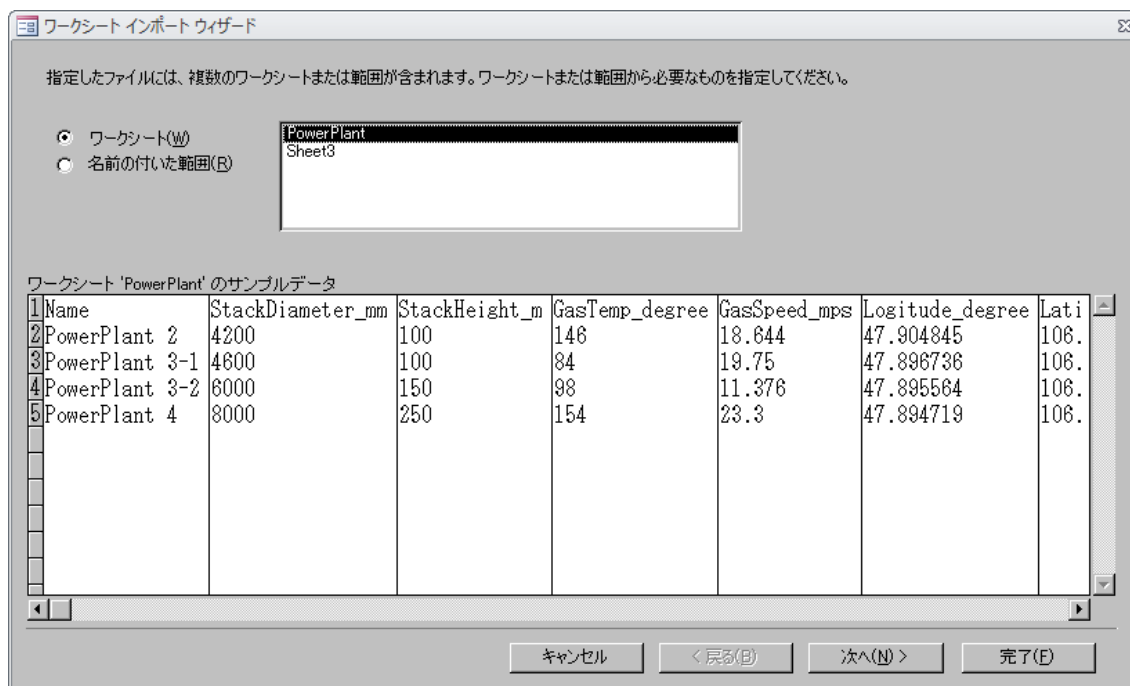 ワークシート インポート ウィザード
指定したファイルには、複数のワークシートまたは範囲が含まれます。ワークシートまたは範囲から必要なものを指定してください。
ワークシート(W)
名前の付いた範囲(R)
PowerPlant
Sheet3
ワークシート 'PowerPlant' のサンプルデータ
1 Name StackDiameter_mm StackHeight_m GasTemp_degree GasSpeed_mps Logitude_degree Lati
2 PowerPlant 2 4200 100 146 18.644 47.904845 106.
3 PowerPlant 3-1 4600 100 84 19.75 47.896736 106.
4 PowerPlant 3-2 6000 150 98 11.376 47.895564 106.
5 PowerPlant 4 8000 250 154 23.3 47.894719 106.
キャンセル < 戻る(B) 次へ(N) > 完了(F)